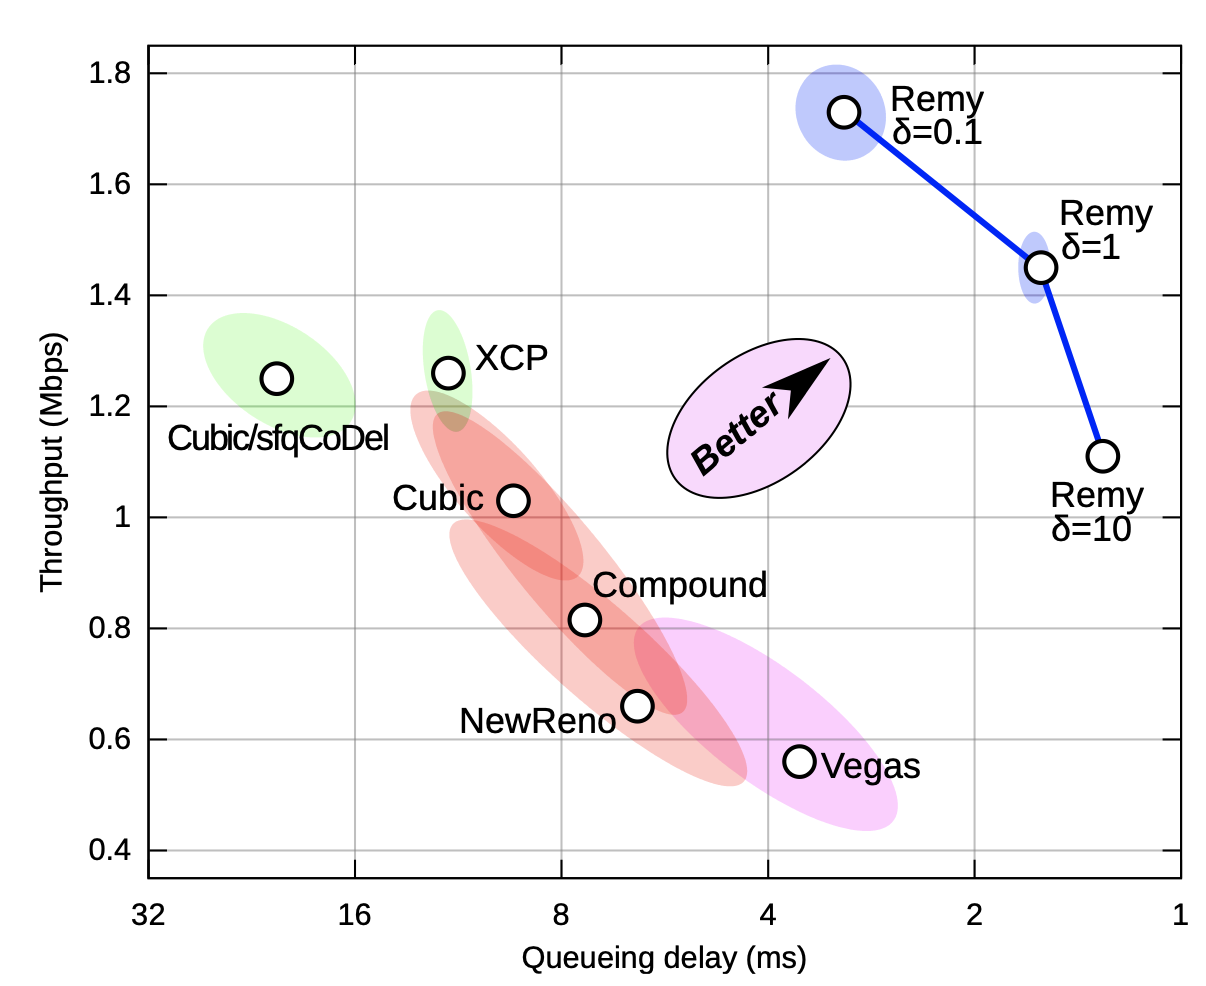 1.8
1.6
1.4
1.2
1
0.8
0.6
0.4
Throughput (Mbps)
32
16
8
4
2
1
Queueing delay (ms)
Remy
δ=0.1
Remy
δ=1
Remy
δ=10
XCP
Cubic/sfqCoDel
Better
Cubic
Compound
NewReno
Vegas